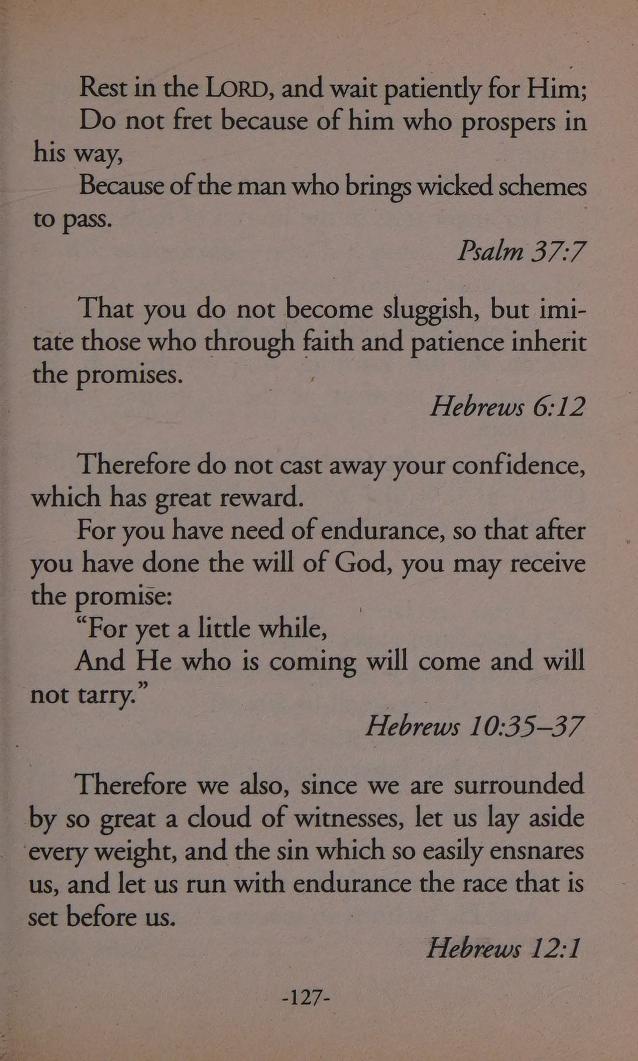 Rest in the LORD, and wait patiently for Him;
Do not fret because of him who prospers in
his way,
Because of the man who brings wicked schemes
to pass.
Psalm 37:7
That you do not become sluggish, but imi-
tate those who through faith and patience inherit
the promises.
Hebrews 6:12
Therefore do not cast away your confidence,
which has great reward.
For you have need of endurance, so that after
you have done the will of God, you may receive
the promise:
“For yet a little while,
And He who is coming will come and will
not tarry.”
Hebrews 10:35–37
Therefore we also, since we are surrounded
by so great a cloud of witnesses, let us lay aside
every weight, and the sin which so easily ensnares
us, and let us run with endurance the race that is
set before us.
Hebrews 12:1
-127-